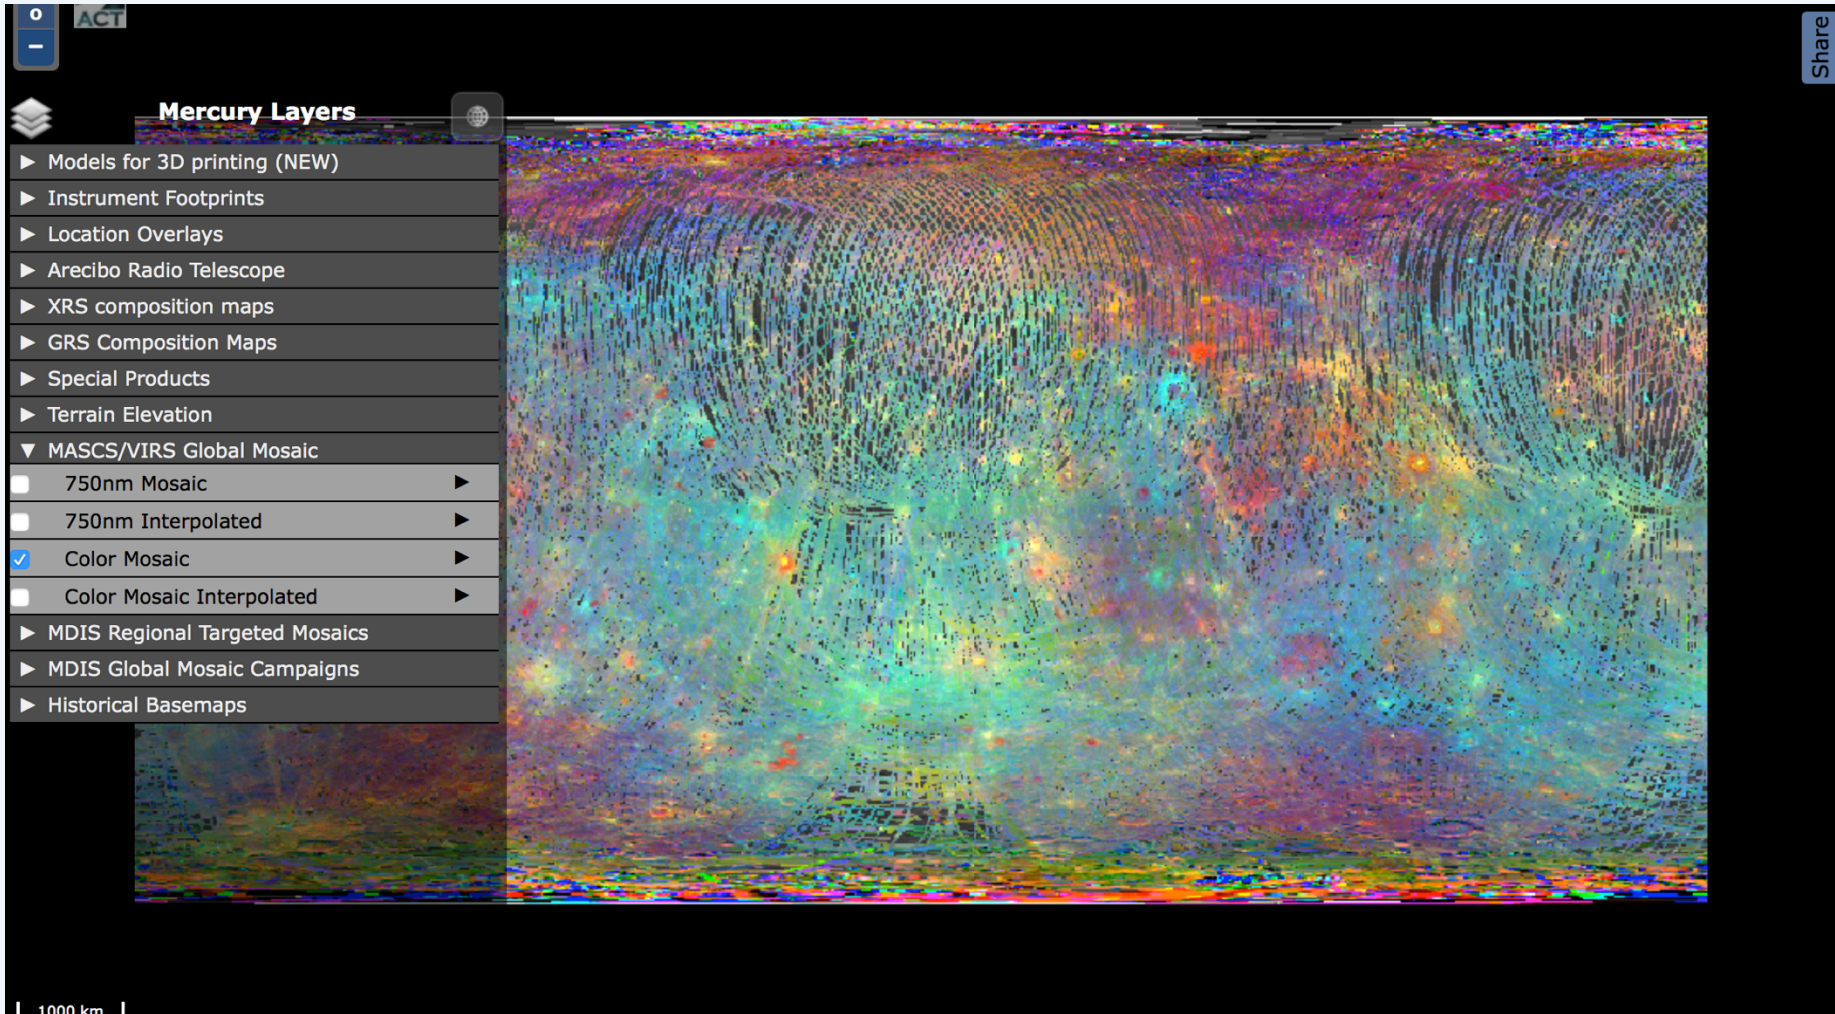 o
ACT
–
Share
Mercury Layers
Models for 3D printing (NEW)
Instrument Footprints
Location Overlays
Arecibo Radio Telescope
XRS composition maps
GRS Composition Maps
Special Products
Terrain Elevation
MASCS/VIRS Global Mosaic
750nm Mosaic
750nm Interpolated
Color Mosaic
Color Mosaic Interpolated
MDIS Regional Targeted Mosaics
MDIS Global Mosaic Campaigns
Historical Basemaps
1000 km